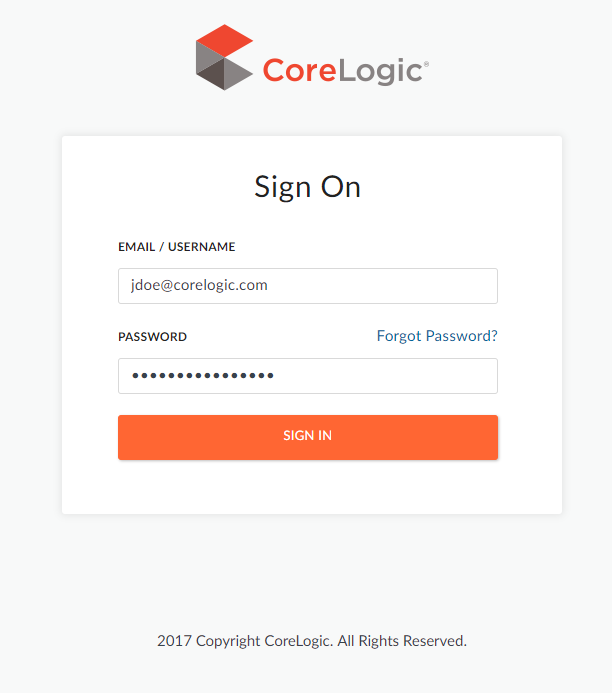 CoreLogic®
Sign On
EMAIL / USERNAME
jdoe@corelogic.com
PASSWORD Forgot Password?
••••••••••••••••
SIGN IN
2017 Copyright CoreLogic. All Rights Reserved.